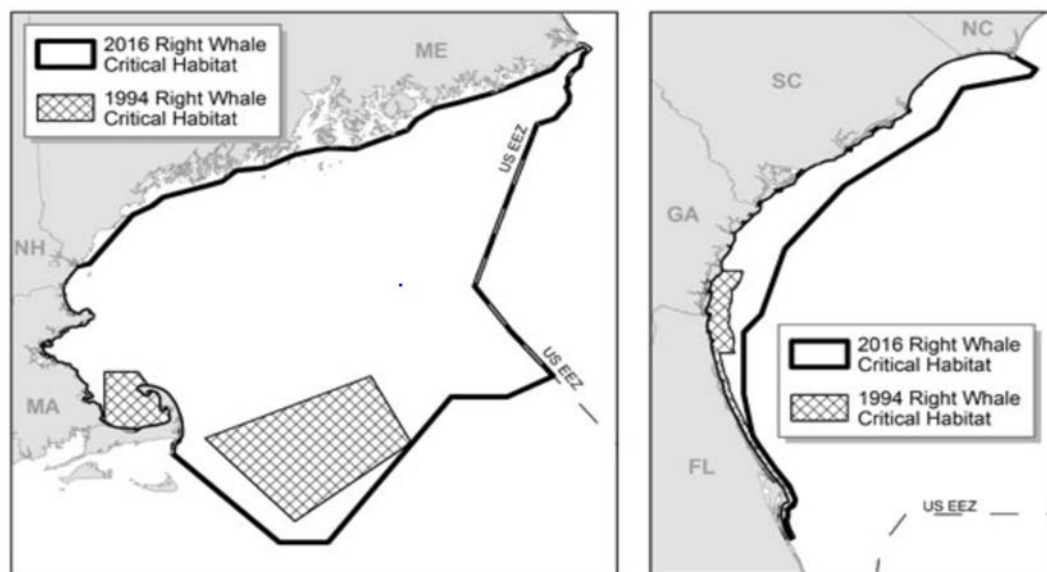 2016 Right Whale
Critical Habitat
1994 Right Whale
Critical Habitat
ME
NH
MA
US EEZ
US EEZ
NC
SC
GA
FL
2016 Right Whale
Critical Habitat
1994 Right Whale
Critical Habitat
US EEZ